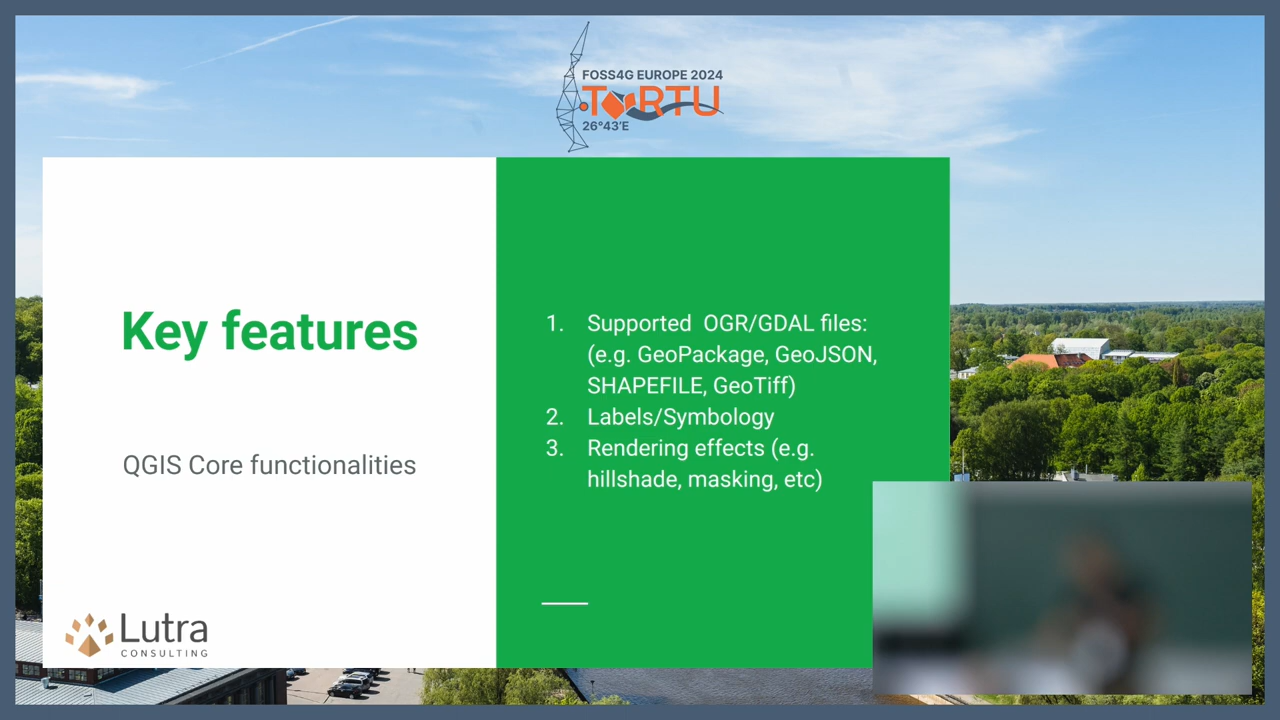 FOSS4G EUROPE 2024
TARTU
26°43'E
Key features
QGIS Core functionalities
Lutra
CONSULTING
1. Supported  OGR/GDAL files:
(e.g. GeoPackage, GeoJSON,
SHAPEFILE, GeoTiff)
2. Labels/Symbology
3. Rendering effects (e.g.
hillshade, masking, etc)